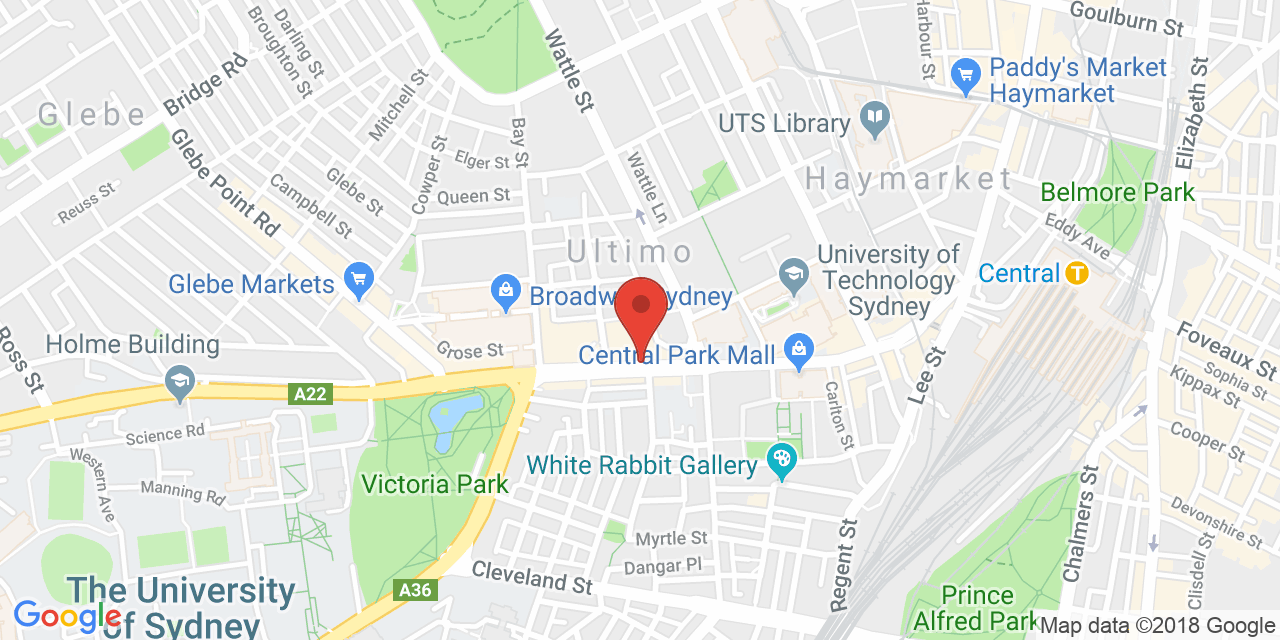 Goulburn St
Harbour St
Elizabeth St
Wattle St
Darling St
Broughton St
Bridge Rd
Mitchell St
Glebe
Paddy's Market
Haymarket
UTS Library
Bay St
Elger St
Wattle Ln
Glebe Point Rd
Cowper St
Glebe St
Queen St
Campbell St
Reuss St
Haymarket
Belmore Park
Eddy Ave
Ultimo
University of
Technology
Sydney
Central
T
Glebe Markets
Broadw
ydney
Foveaux St
Sophia St
Kippax St
Holme Building
Grose St
Central Park Mall
Ross St
Lee St
A22
Carlton St
Cooper St
Science Rd
Western Ave
Manning Rd
Victoria Park
White Rabbit Gallery
Chalmers St
Devonshire St
Clisdell St
Regent St
Myrtle St
Dangar Pl
Cleveland St
A36
The University
of Sydney
Prince
Alfred Park
Google
Map data ©2018 Google